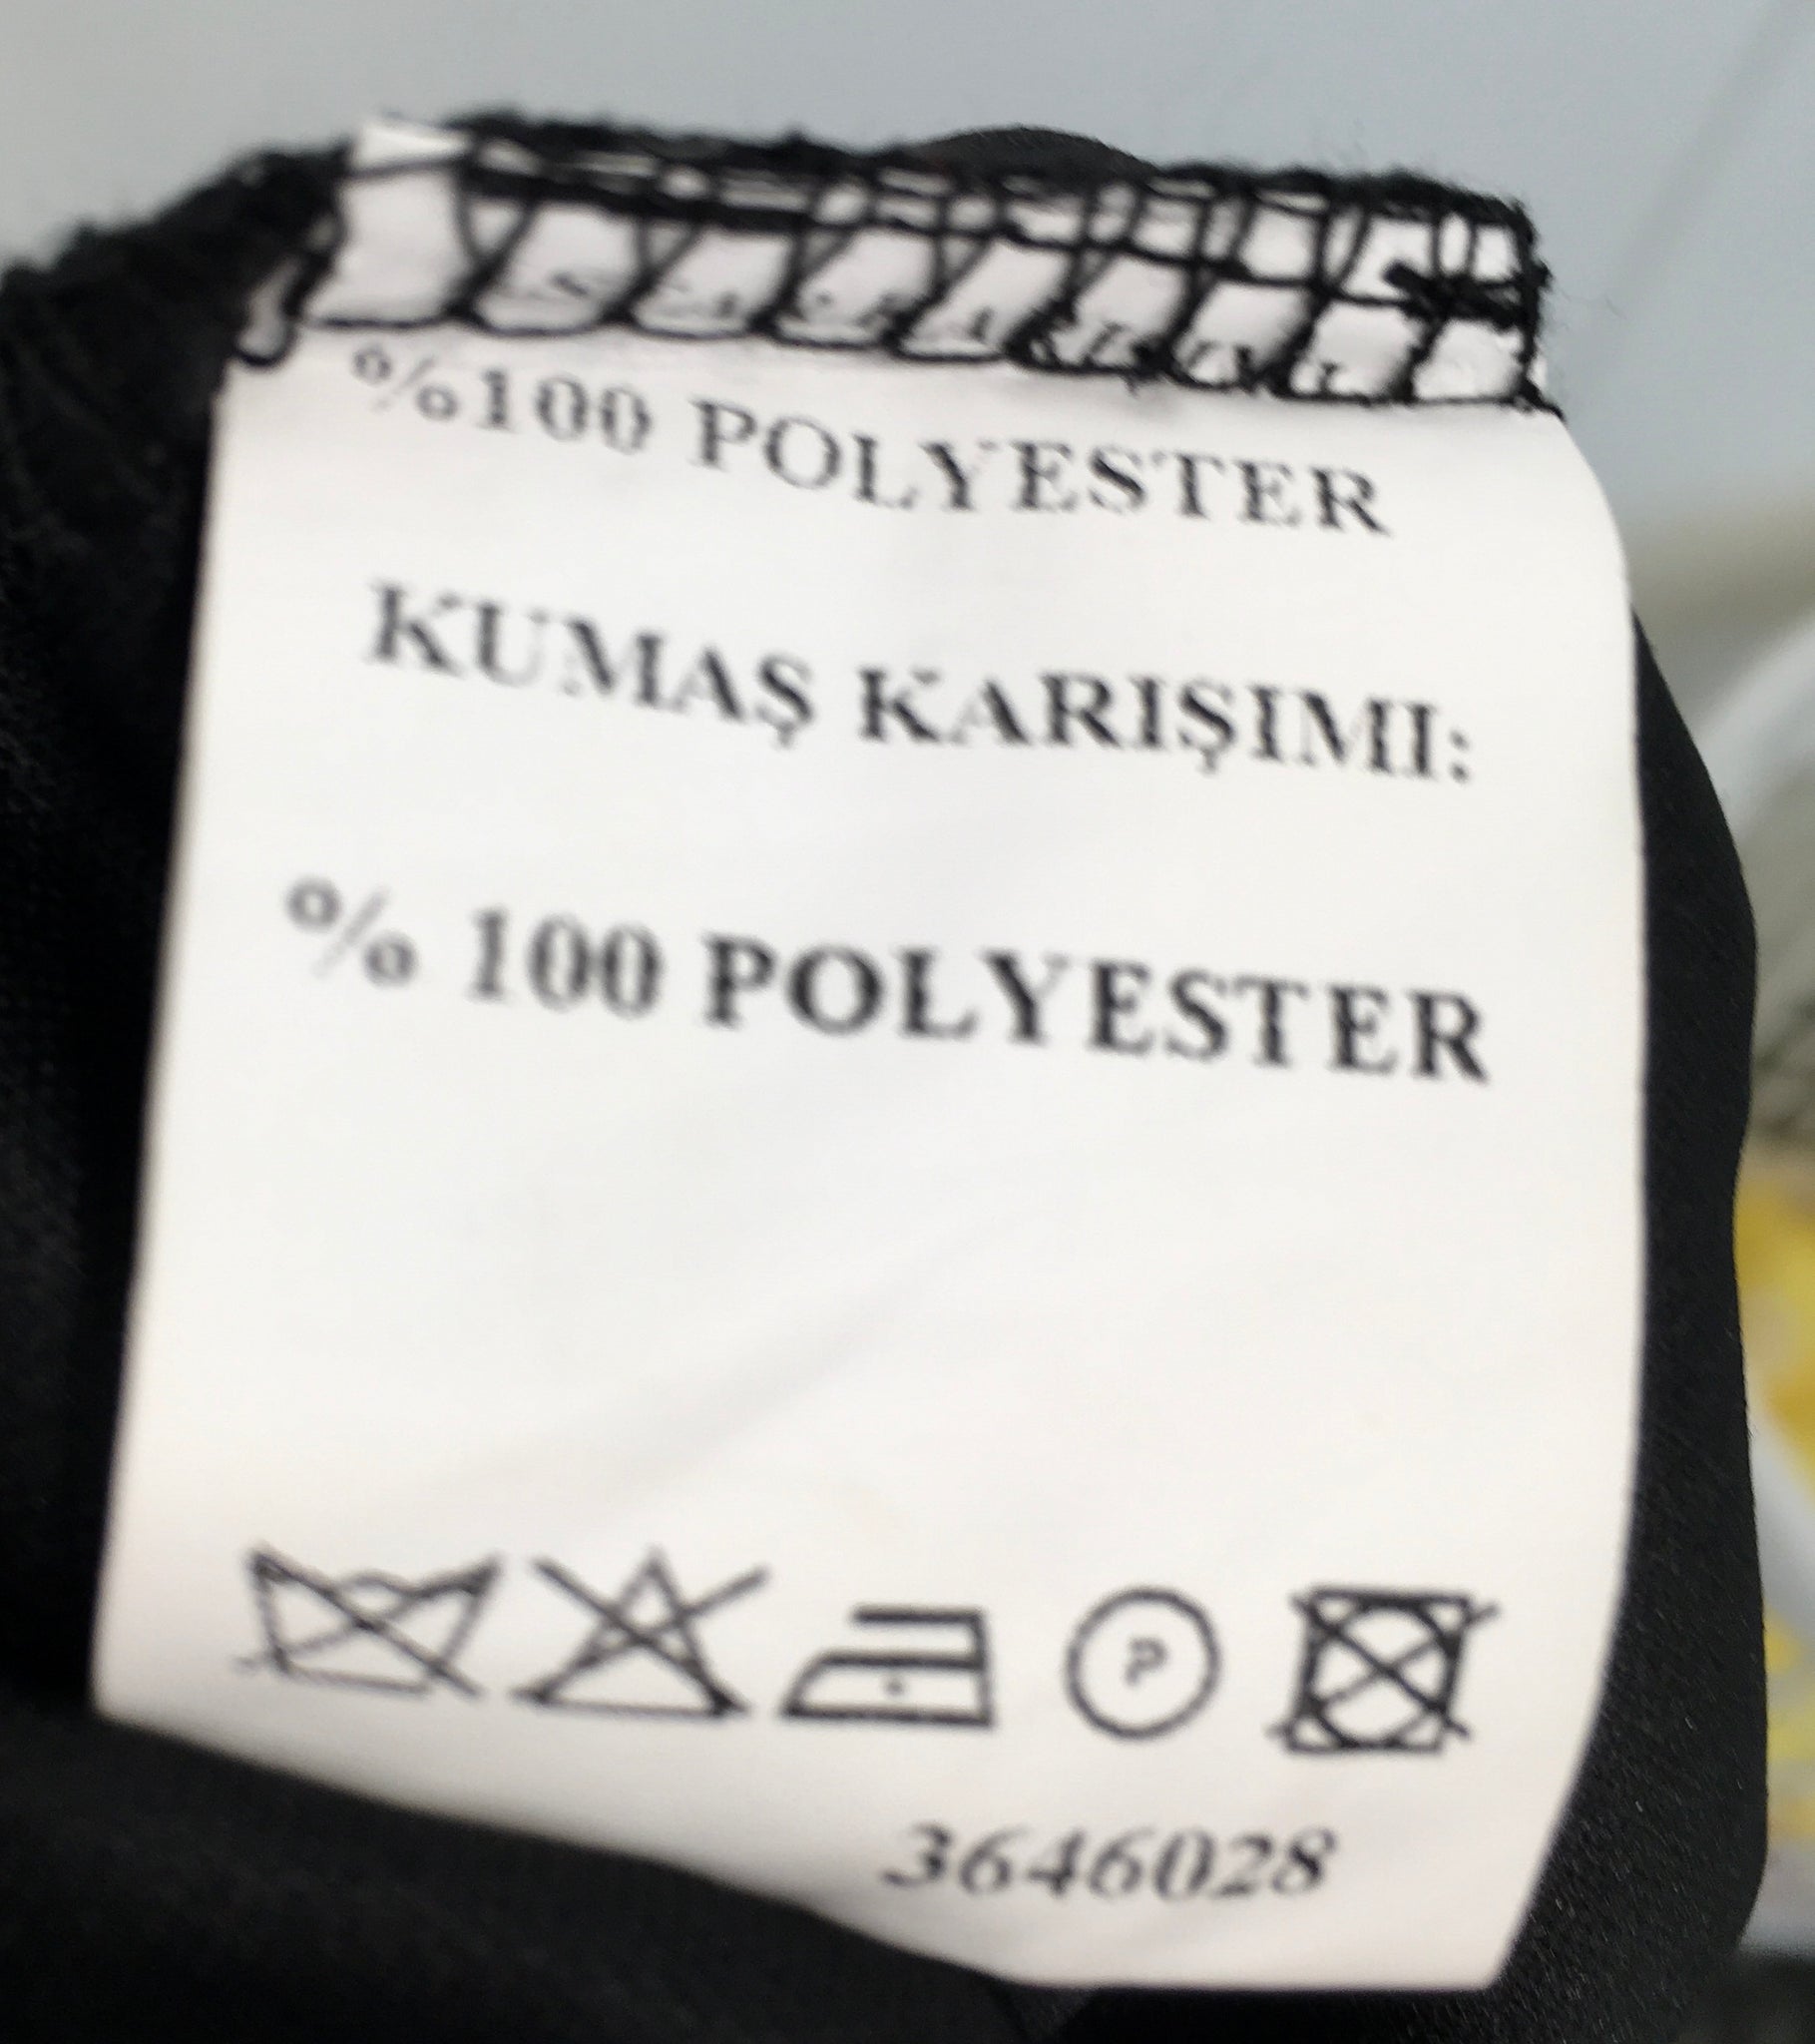 %100 POLYESTER
KUMAŞ KARIŞIMI:
% 100 POLYESTER
P
3646028